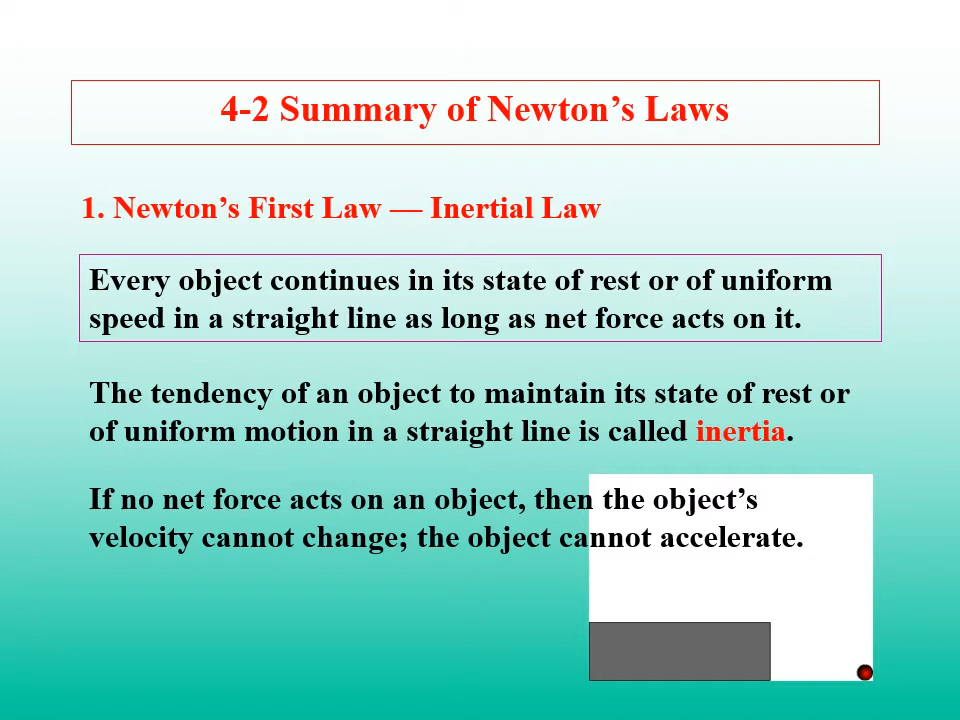 4-2 Summary of Newton’s Laws
1. Newton’s First Law — Inertial Law
Every object continues in its state of rest or of uniform
speed in a straight line as long as net force acts on it.
The tendency of an object to maintain its state of rest or
of uniform motion in a straight line is called inertia.
If no net force acts on an object, then the object’s
velocity cannot change; the object cannot accelerate.